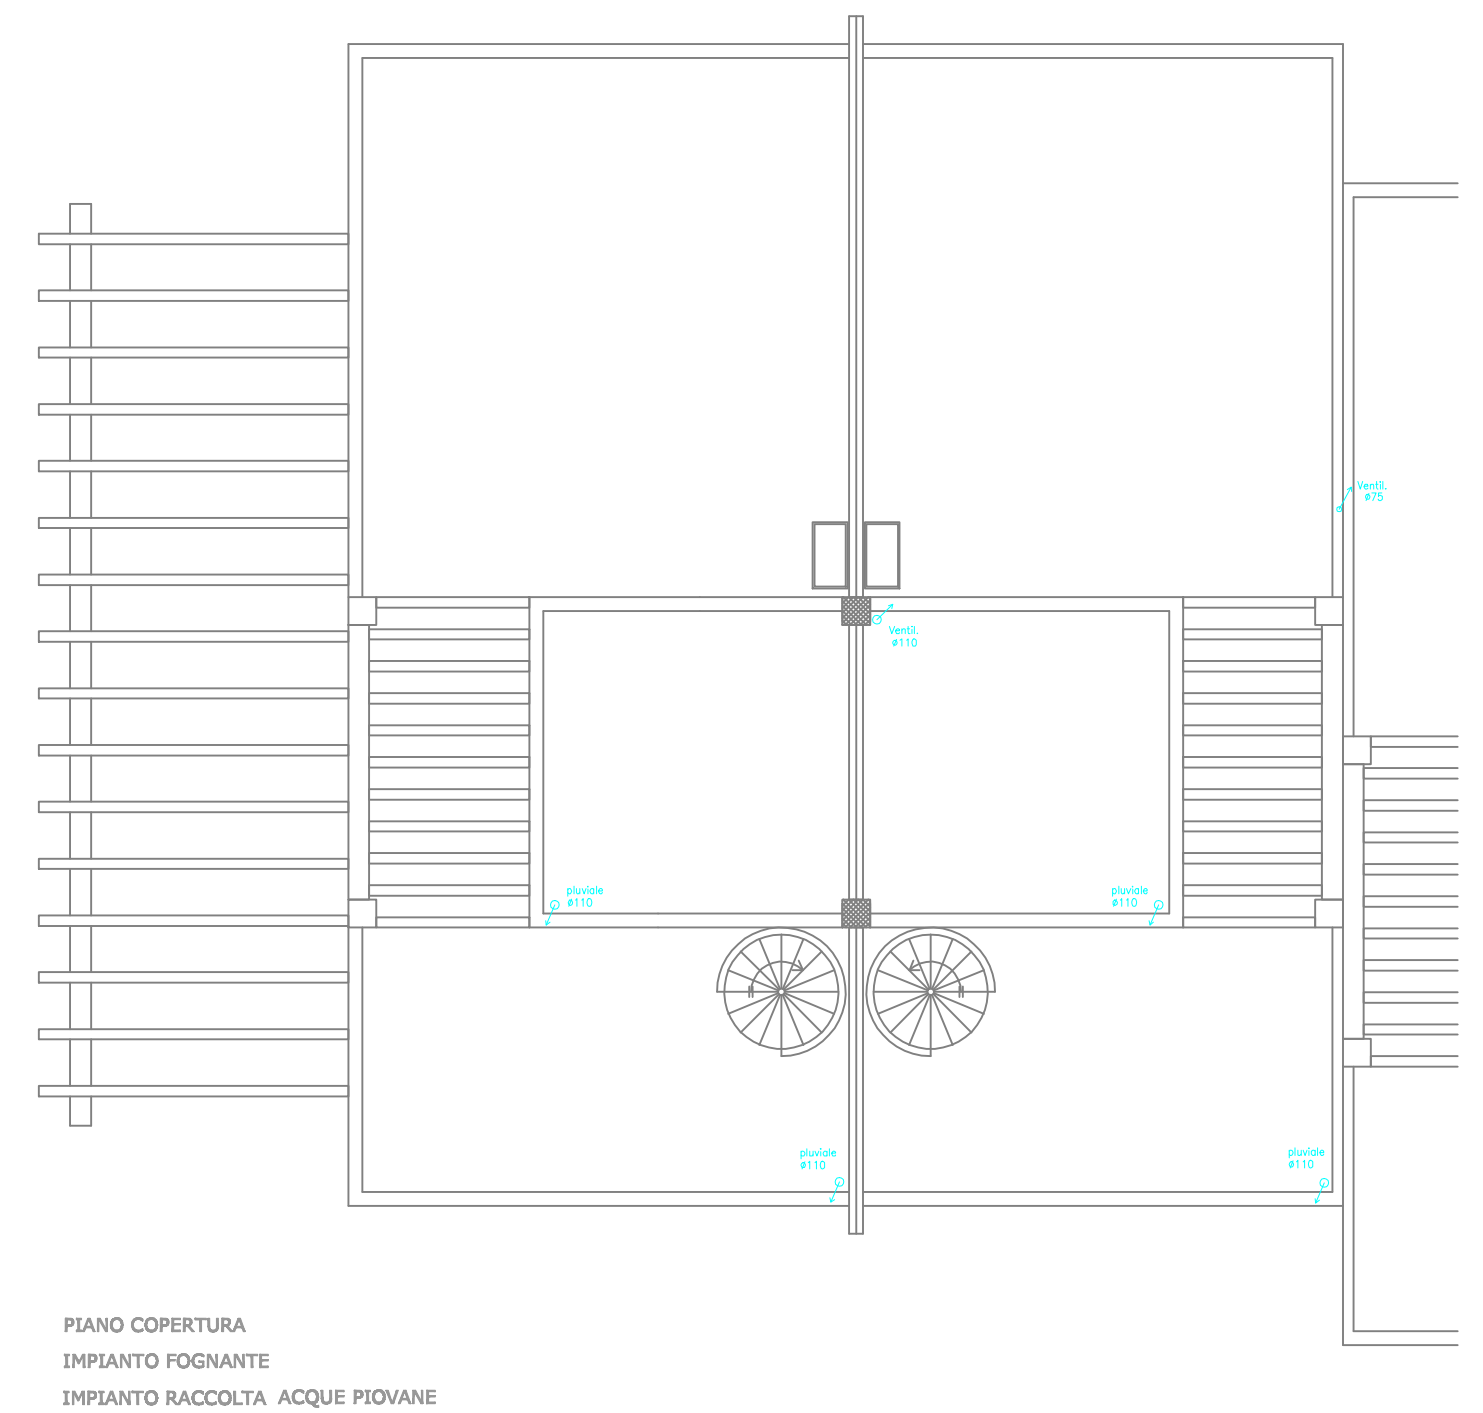 Ventil.
ø75
Ventil.
ø110
pluviale
ø110
pluviale
ø110
pluviale
ø110
pluviale
ø110
PIANO COPERTURA
IMPIANTO FOGNANTE
IMPIANTO RACCOLTA ACQUE PIOVANE